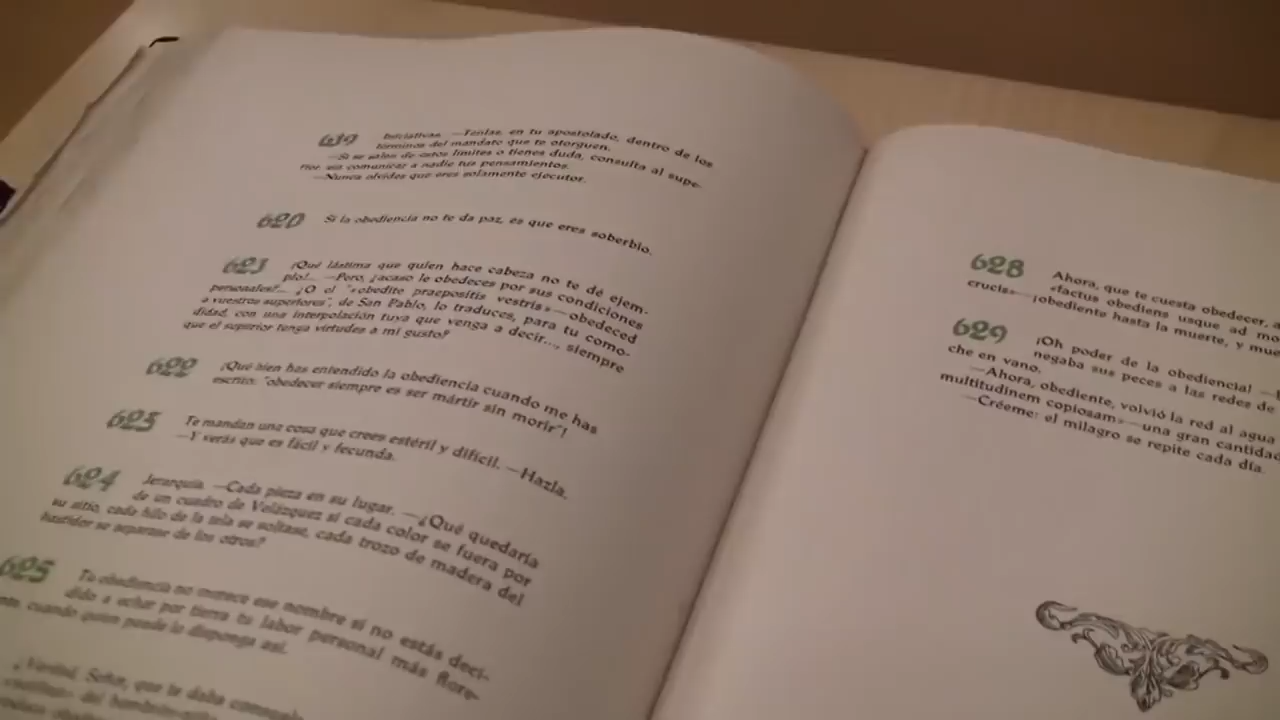 619 Iniciativas. —Tenlas, en tu apostolado, dentro de los
términos del mandato que te otorguen.
—Si se salen de estos límites o tienes duda, consulta al supe-
rior, sin comunicar a nadie tus pensamientos.
—Nunca olvides que eres solamente ejecutor.
620 Si la obediencia no te da paz, es que eres soberbio.
621 ¡Qué lástima que quien hace cabeza no te dé ejem-
plo!... —Pero, ¿acaso le obedeces por sus condiciones
personales?... ¿O el "«obedite praepositis vestris» —obedeced
a vuestros superiores", de San Pablo, lo traduces, para tu como-
didad, con una interpolación tuya que venga a decir..., siempre
que el superior tenga virtudes a mi gusto?
622 ¡Qué bien has entendido la obediencia cuando me has
escrito: "obedecer siempre es ser mártir sin morir"!
623 Te mandan una cosa que crees estéril y difícil. —Hazla.
—Y verás que es fácil y fecunda.
624 Jerarquía. —Cada pieza en su lugar. —¿Qué quedaría
de un cuadro de Velázquez si cada color se fuera por
su sitio, cada hilo de la tela se soltase, cada trozo de madera del
bastidor se separase de los otros?
625 Tu obediencia no merece ese nombre si no estás deci-
dido a echar por tierra tu labor personal más flore-
cuando quien puede lo disponga así.
¿Verdad, Señor, que te daba consuelo
628 Ahora, que te cuesta obedecer,
«factus obediens usque ad
crucis» —¡obediente hasta la muerte, y
629 ¡Oh poder de la obediencia! —
negaba sus peces a las redes de
che en vano.
—Ahora, obediente, volvió la red al agua
multitudinem copiosam» —una gran cantidad
—Créeme: el milagro se repite cada día.